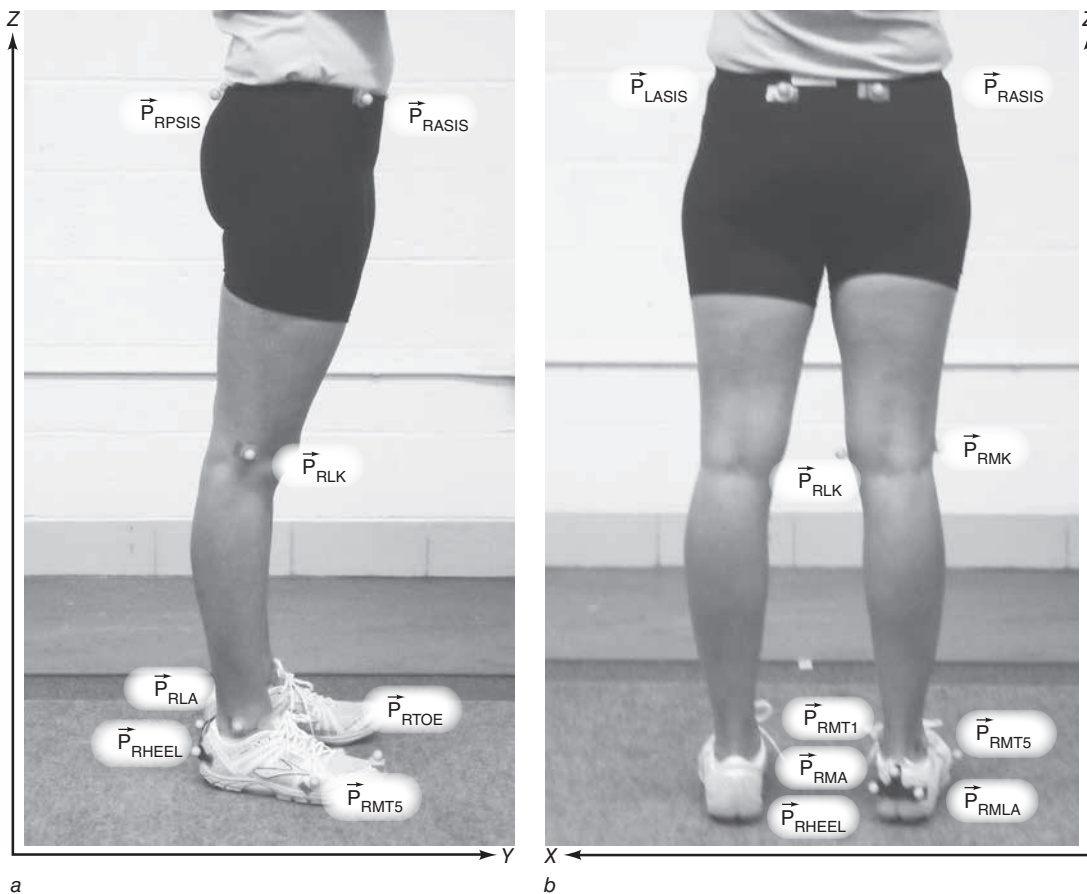 Z
P⃗RPSIS
P⃗RASIS
P⃗RLK
P⃗RLA
P⃗RTOE
P⃗RHEEL
P⃗RMT5
Y
a
Z
P⃗LASIS
P⃗RASIS
P⃗RMK
P⃗RLK
P⃗RMT1
P⃗RMT5
P⃗RMA
P⃗RMLA
P⃗RHEEL
X
b